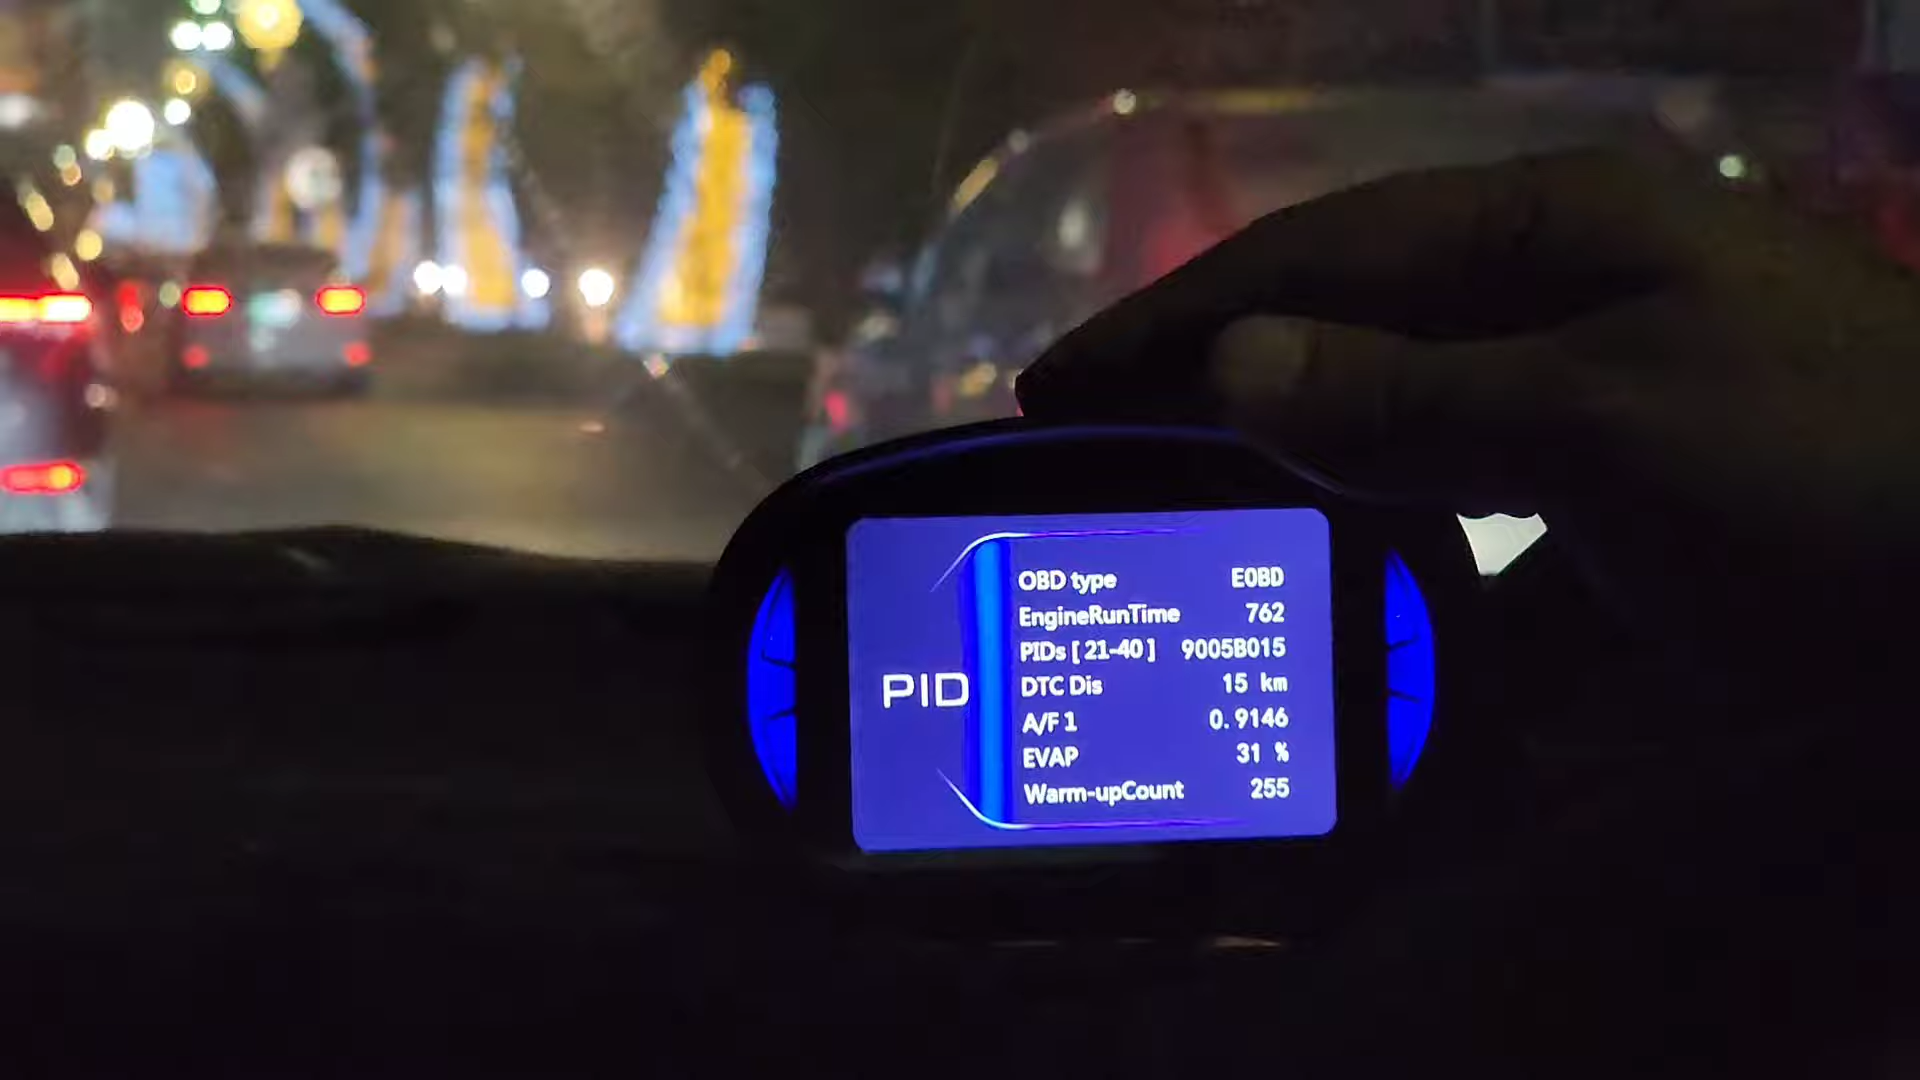 PID
OBD type EOBD
EngineRunTime 762
PIDs [ 21-40 ] 9005B015
DTC Dis 15 km
A/F 1 0.9146
EVAP 31 %
Warm-upCount 255